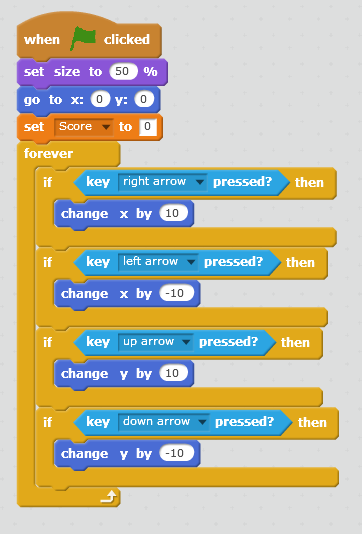 when clicked
set size to 50 %
go to x: 0 y: 0
set Score to 0
forever
if key right arrow pressed? then
change x by 10
if key left arrow pressed? then
change x by -10
if key up arrow pressed? then
change y by 10
if key down arrow pressed? then
change y by -10